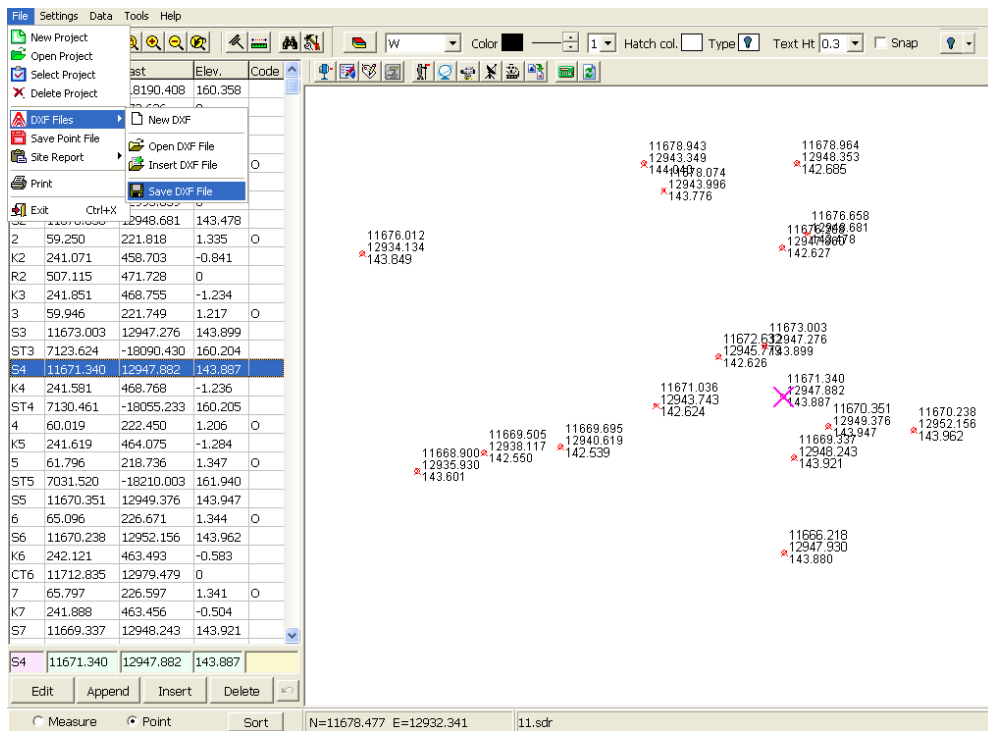 File Settings Data Tools Help
New Project
Open Project
Select Project
Delete Project
DXF Files
Save Point File
Site Report
Print
Exit Ctrl+X
New DXF
Open DXF File
Insert DXF File
Save DXF File
W Color 1 Hatch col. Type Text Ht 0.3 Snap
Elev. Code
.8190.408 160.358
O
12948.681 143.478
2 59.250 221.818 1.335 O
K2 241.071 458.703 -0.841
R2 507.115 471.728 0
K3 241.851 468.755 -1.234
3 59.946 221.749 1.217 O
S3 11673.003 12947.276 143.899
ST3 7123.624 -18090.430 160.204
S4 11671.340 12947.882 143.887
K4 241.581 468.768 -1.236
ST4 7130.461 -18055.233 160.205
4 60.019 222.450 1.206 O
K5 241.619 464.075 -1.284
5 61.796 218.736 1.347 O
ST5 7031.520 -18210.003 161.940
S5 11670.351 12949.376 143.947
6 65.096 226.671 1.344 O
S6 11670.238 12952.156 143.962
K6 242.121 463.493 -0.583
CT6 11712.835 12979.479 0
7 65.797 226.597 1.341 O
K7 241.888 463.456 -0.504
S7 11669.337 12948.243 143.921
S4 11671.340 12947.882 143.887
Edit Append Insert Delete
Measure Point Sort
11678.943
12943.349
12943.996
143.776
11678.964
12948.353
142.685
11676.012
12934.134
143.849
11676.658
142.627
11673.003
12947.276
142.626
11671.340
12947.882
143.887
11671.036
12943.743
142.624
11670.351
12949.376
143.947
11670.238
12952.156
143.962
11669.695
12940.619
142.539
11669.505
12938.117
142.550
11669.337
12948.243
143.921
11668.900
12935.930
143.601
11666.218
12947.930
143.880
N=11678.477 E=12932.341 11.sdr